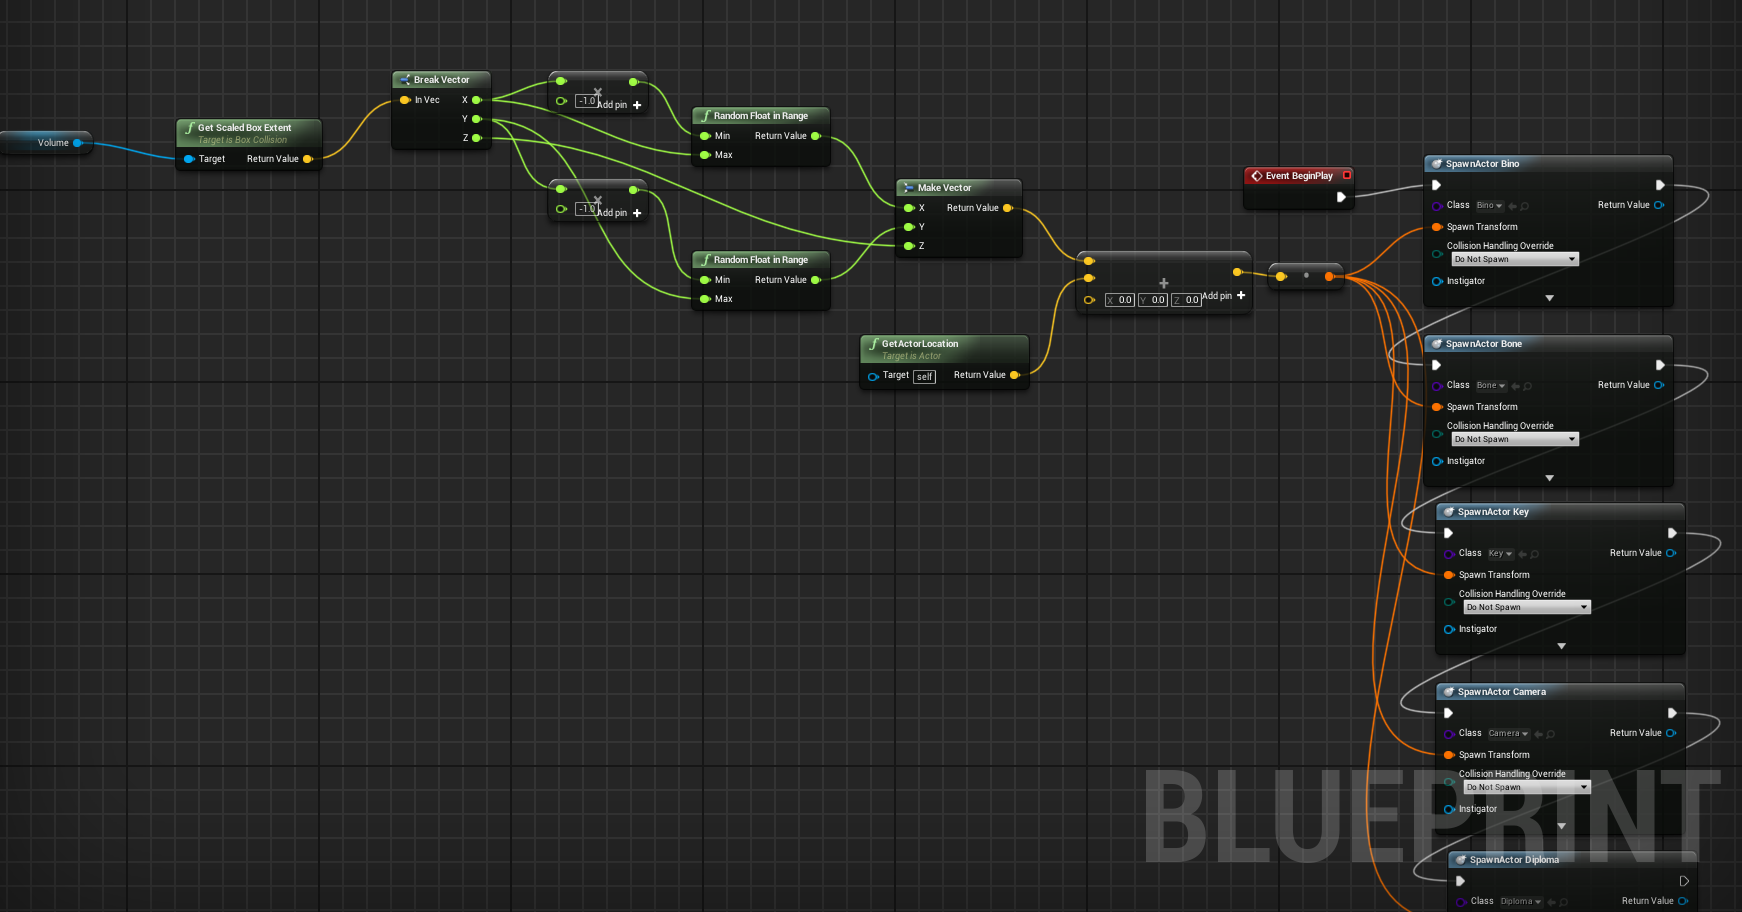 Volume
Get Scaled Box Extent
Target is Box Collision
Target
Return Value
Break Vector
In Vec
X
Y
Z
-1.0
Add pin
-1.0
Add pin
Random Float in Range
Min
Return Value
Max
Random Float in Range
Min
Return Value
Max
Make Vector
X
Return Value
Y
Z
GetActorLocation
Target is Actor
Target self
Return Value
X 0.0 Y 0.0 Z 0.0 Add pin
Event BeginPlay
SpawnActor Bino
Class Bino
Return Value
Spawn Transform
Collision Handling Override
Do Not Spawn
Instigator
SpawnActor Bone
Class Bone
Return Value
Spawn Transform
Collision Handling Override
Do Not Spawn
Instigator
SpawnActor Key
Class Key
Return Value
Spawn Transform
Collision Handling Override
Do Not Spawn
Instigator
SpawnActor Camera
Class Camera
Return Value
Spawn Transform
Collision Handling Override
Do Not Spawn
Instigator
SpawnActor Diploma
Class Diploma
Return Value
BLUEPRINT